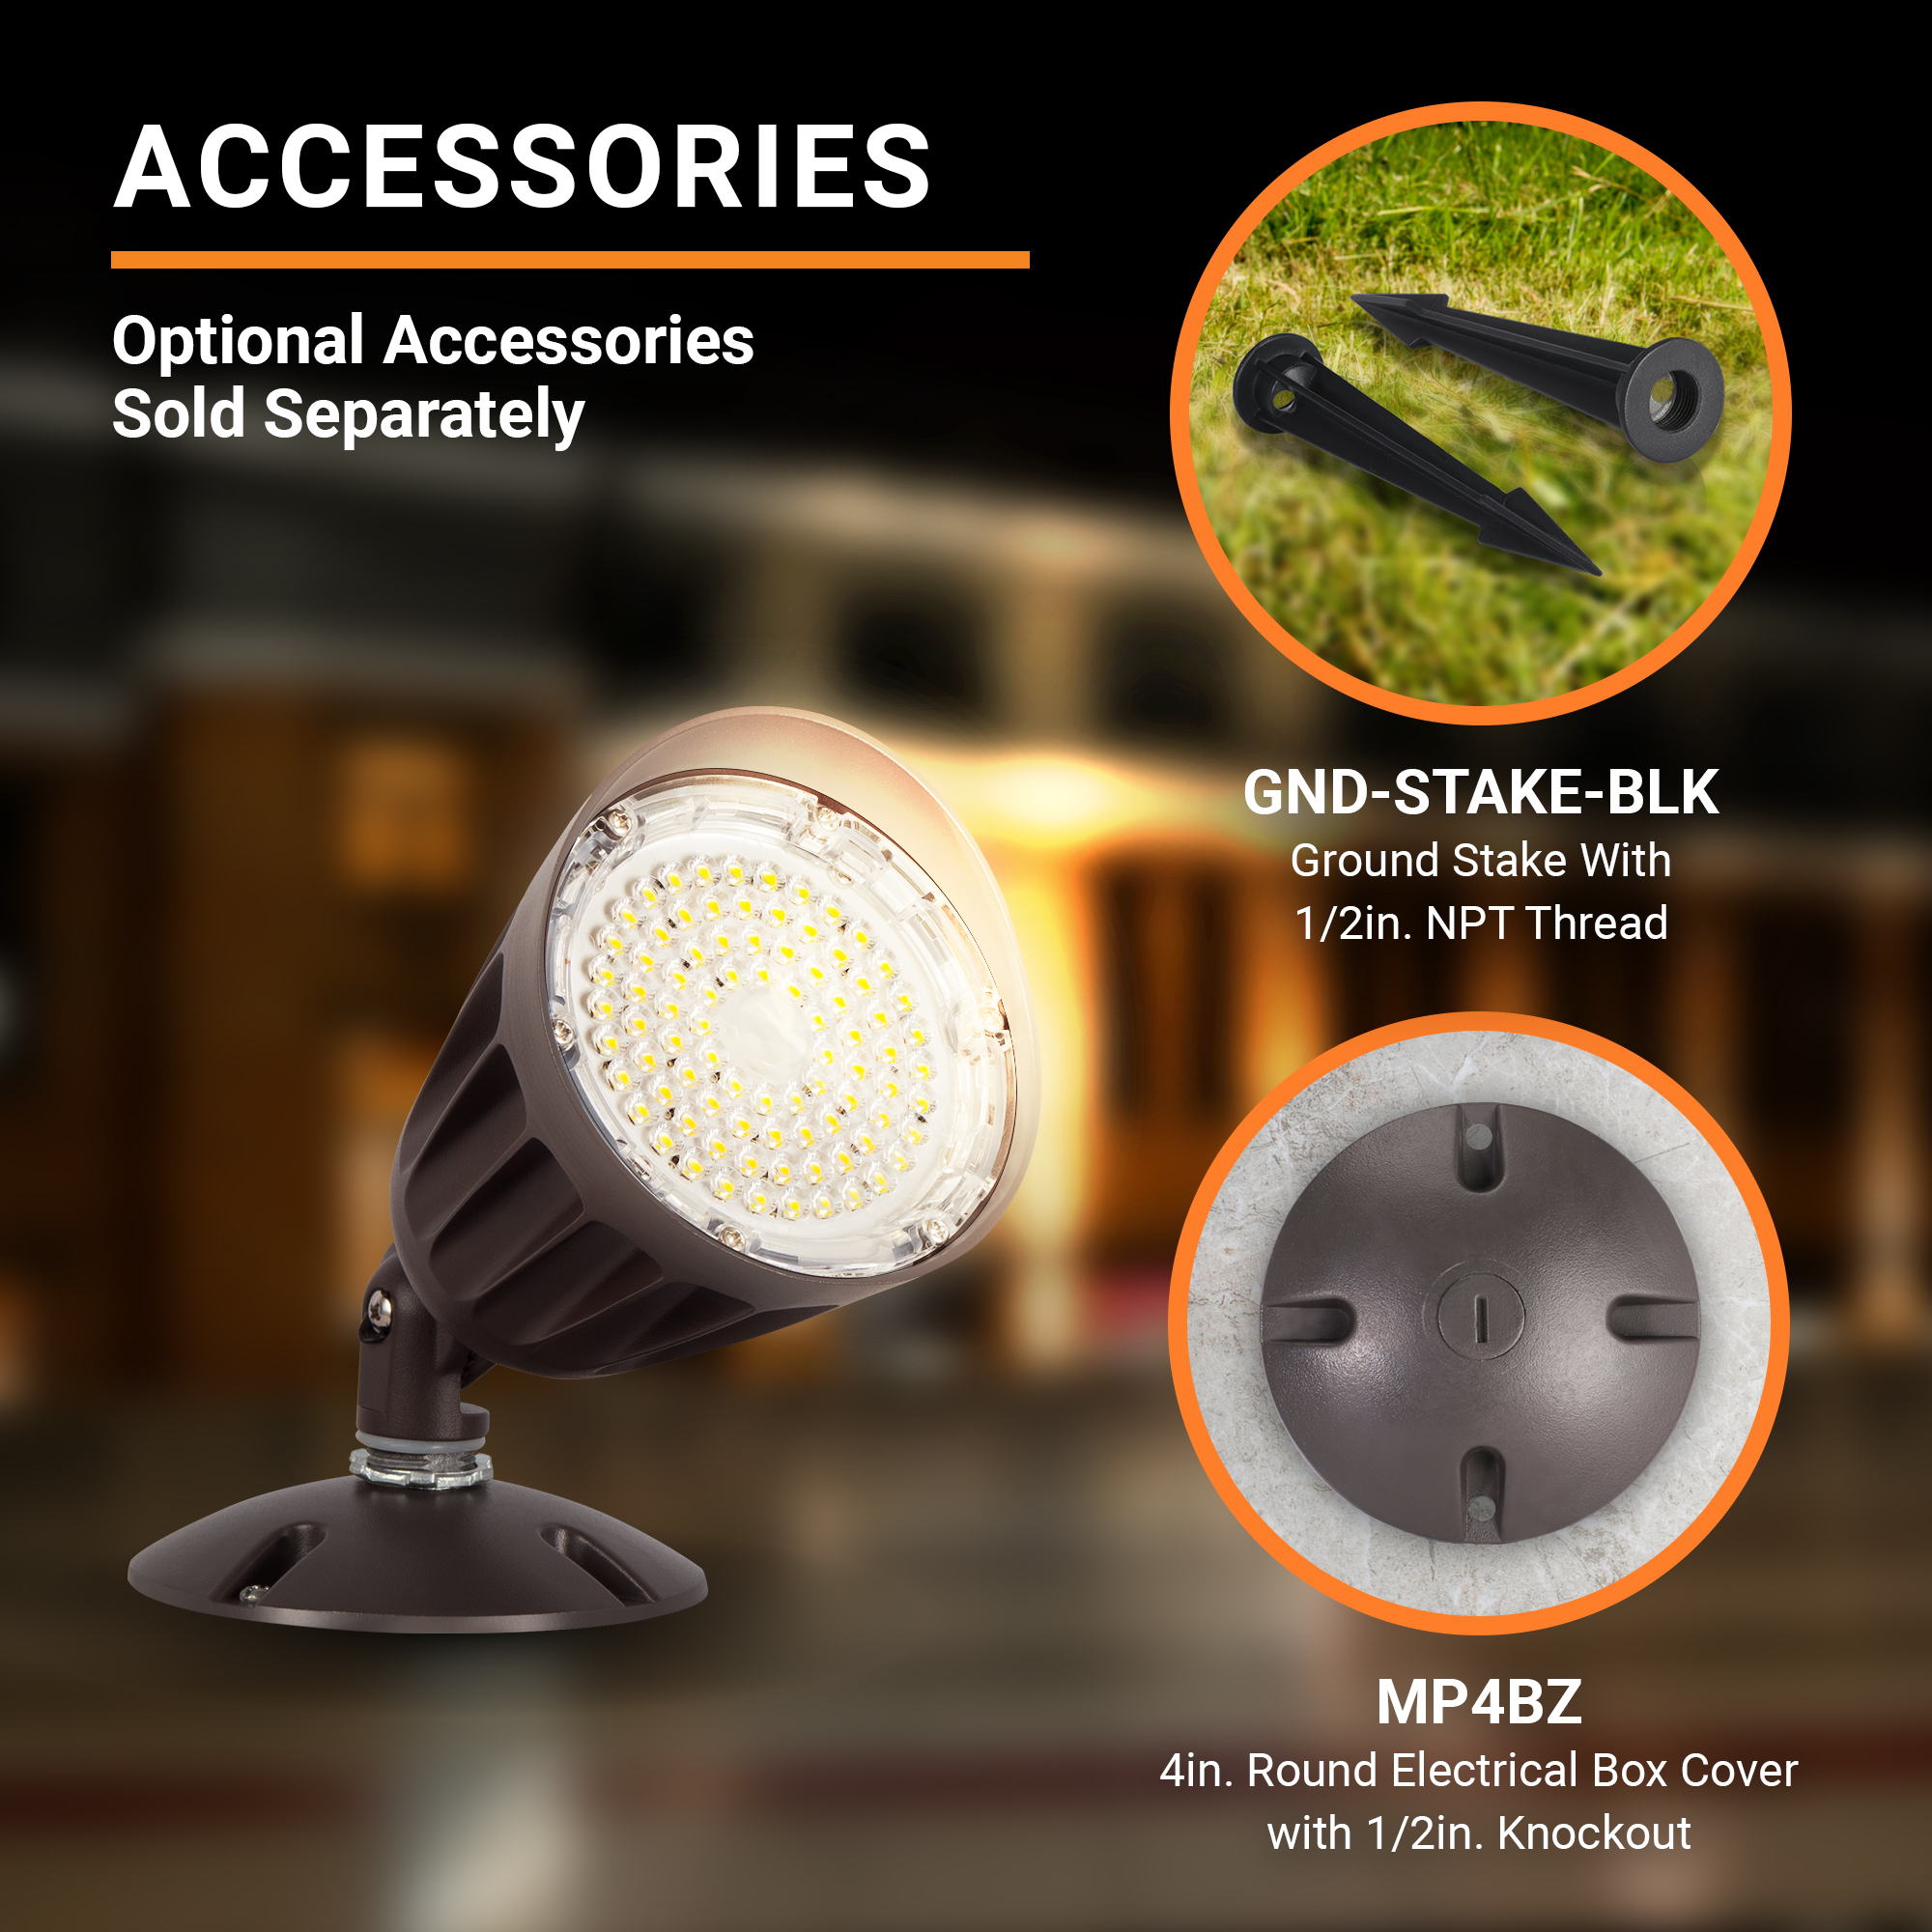 ACCESSORIES
Optional Accessories
Sold Separately
GND-STAKE-BLK
Ground Stake With
1/2in. NPT Thread
MP4BZ
4in. Round Electrical Box Cover
with 1/2in. Knockout